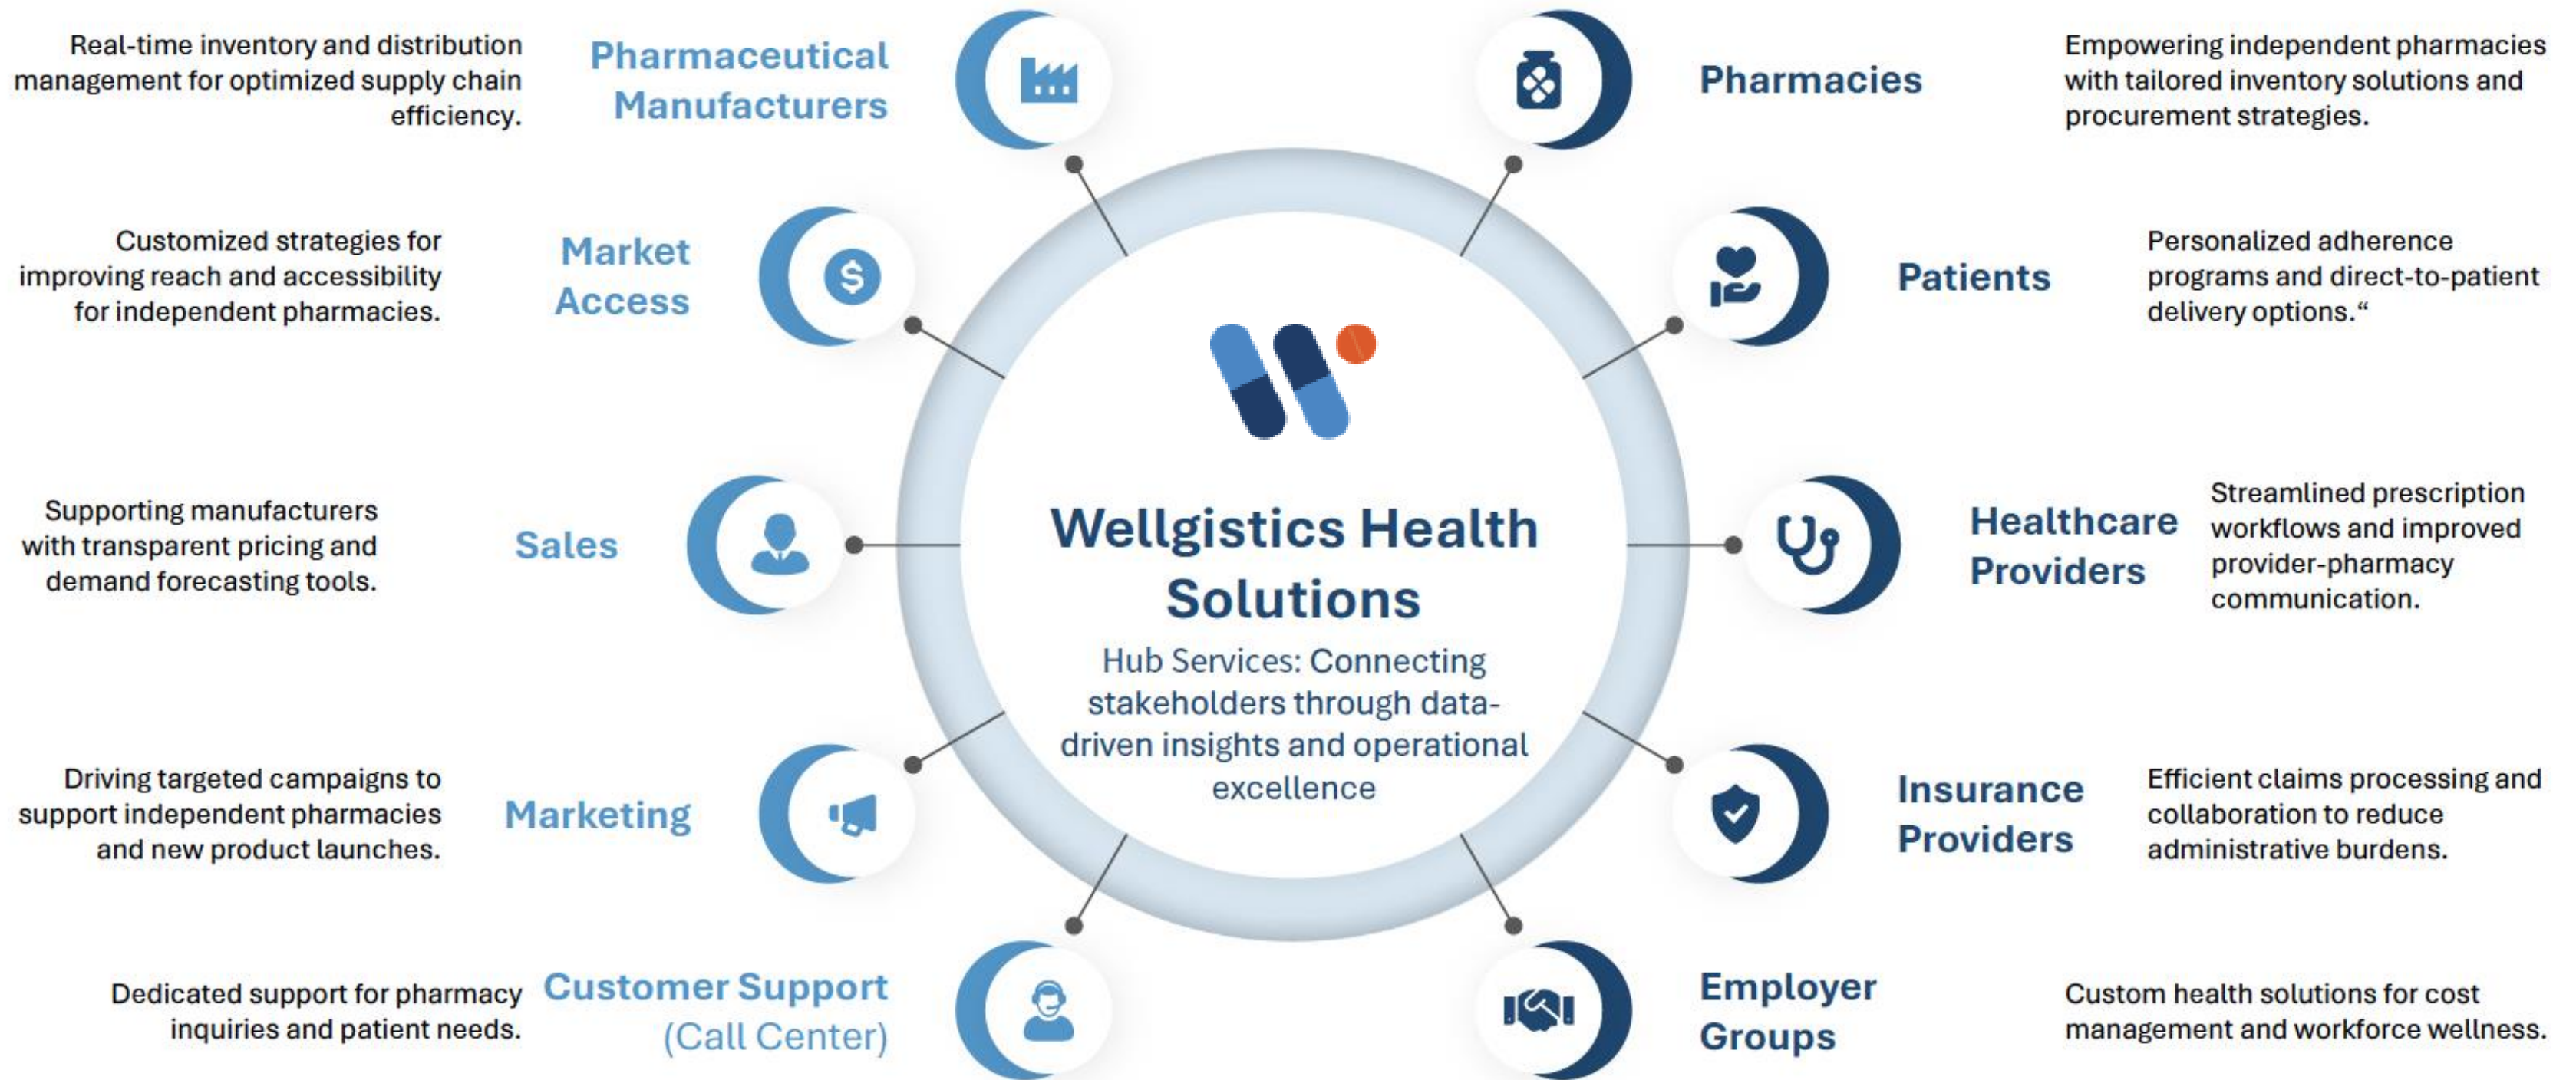 Real-time inventory and distribution
management for optimized supply chain
efficiency.
Pharmaceutical
Manufacturers
Customized strategies for
improving reach and accessibility
for independent pharmacies.
Market
Access
Supporting manufacturers
with transparent pricing and
demand forecasting tools.
Sales
Driving targeted campaigns to
support independent pharmacies
and new product launches.
Marketing
Dedicated support for pharmacy
inquiries and patient needs.
Customer Support
(Call Center)
Wellgistics Health
Solutions
Hub Services: Connecting
stakeholders through data-
driven insights and operational
excellence
Pharmacies
Empowering independent pharmacies
with tailored inventory solutions and
procurement strategies.
Patients
Personalized adherence
programs and direct-to-patient
delivery options.“
Healthcare
Providers
Streamlined prescription
workflows and improved
provider-pharmacy
communication.
Insurance
Providers
Efficient claims processing and
collaboration to reduce
administrative burdens.
Employer
Groups
Custom health solutions for cost
management and workforce wellness.